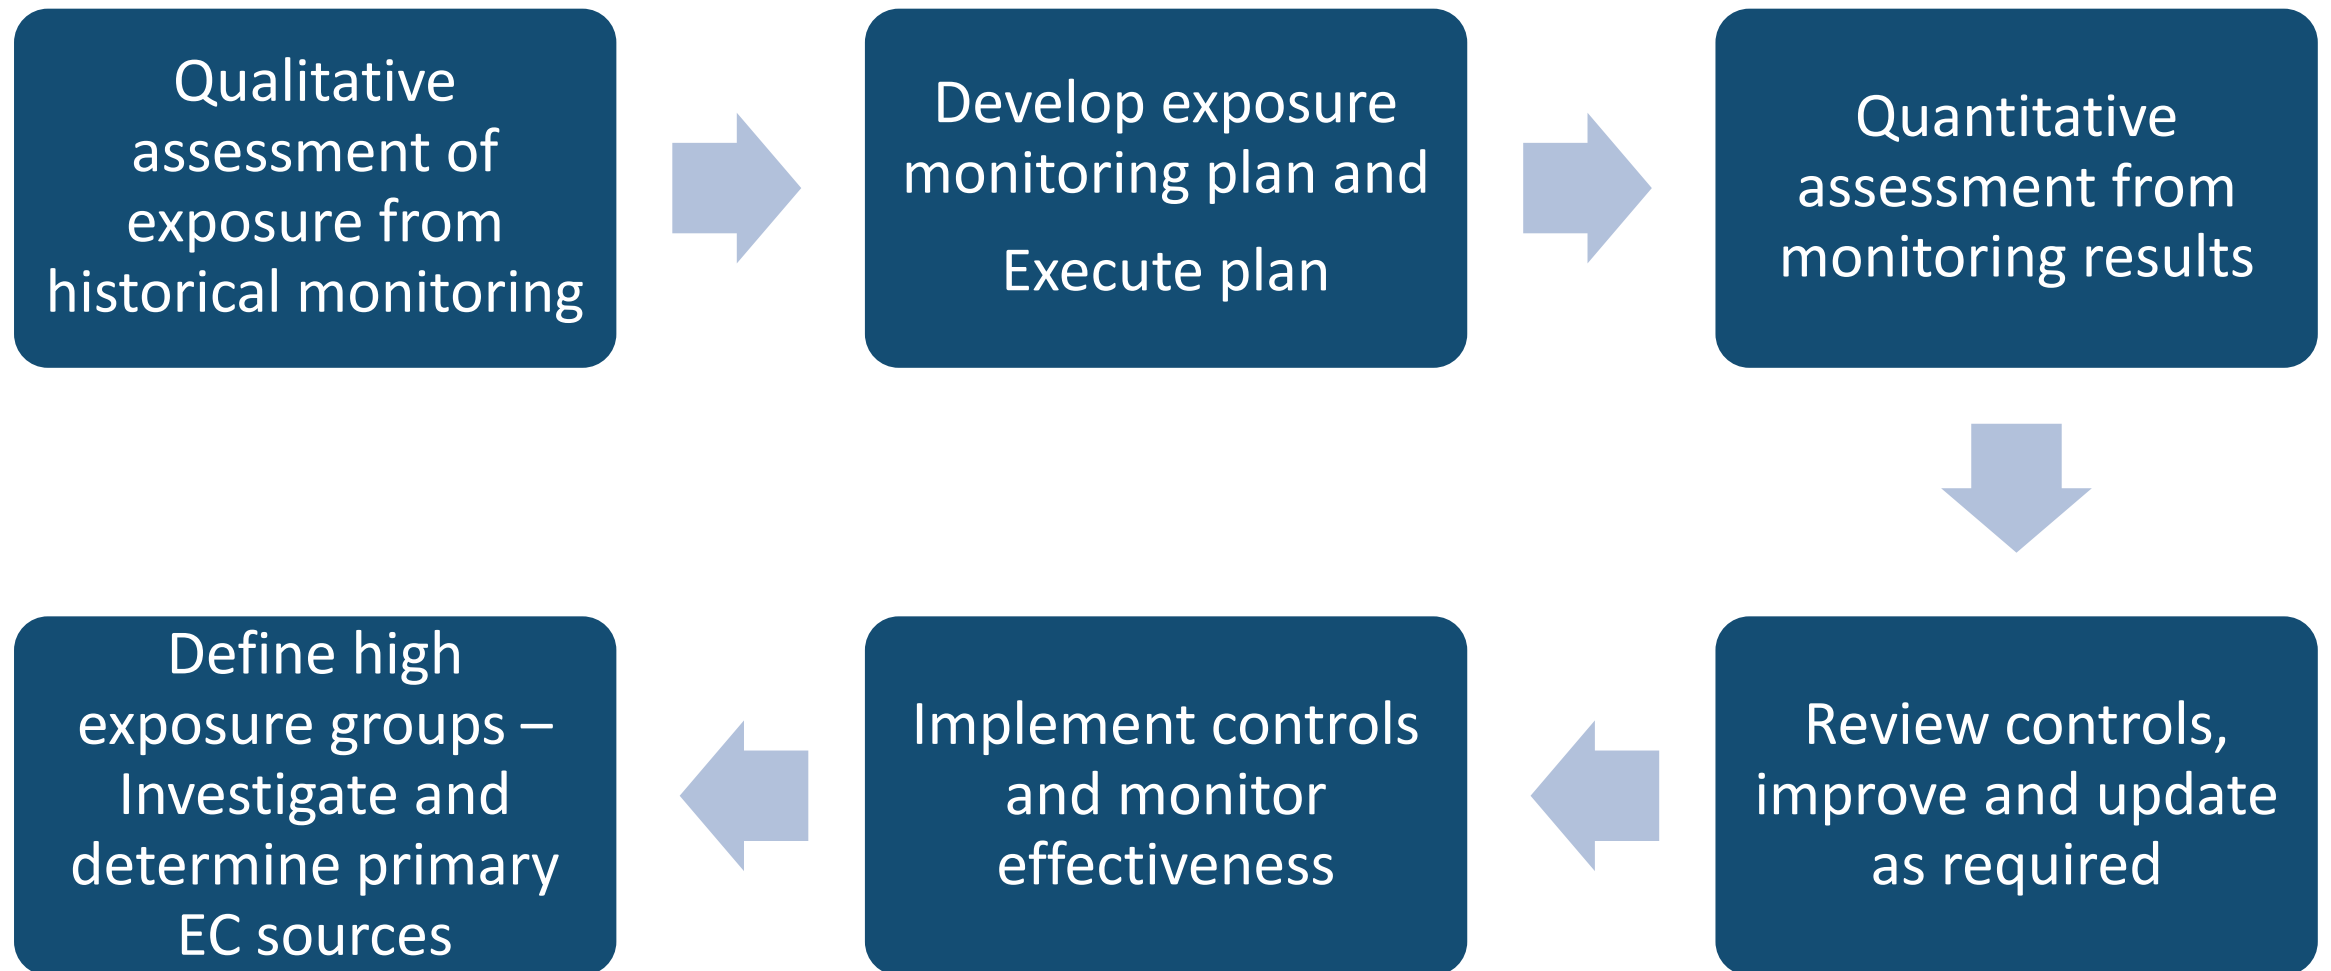 Qualitative
assessment of
exposure from
historical monitoring
Develop exposure
monitoring plan and
Execute plan
Quantitative
assessment from
monitoring results
Review controls,
improve and update
as required
Implement controls
and monitor
effectiveness
Define high
exposure groups –
Investigate and
determine primary
EC sources